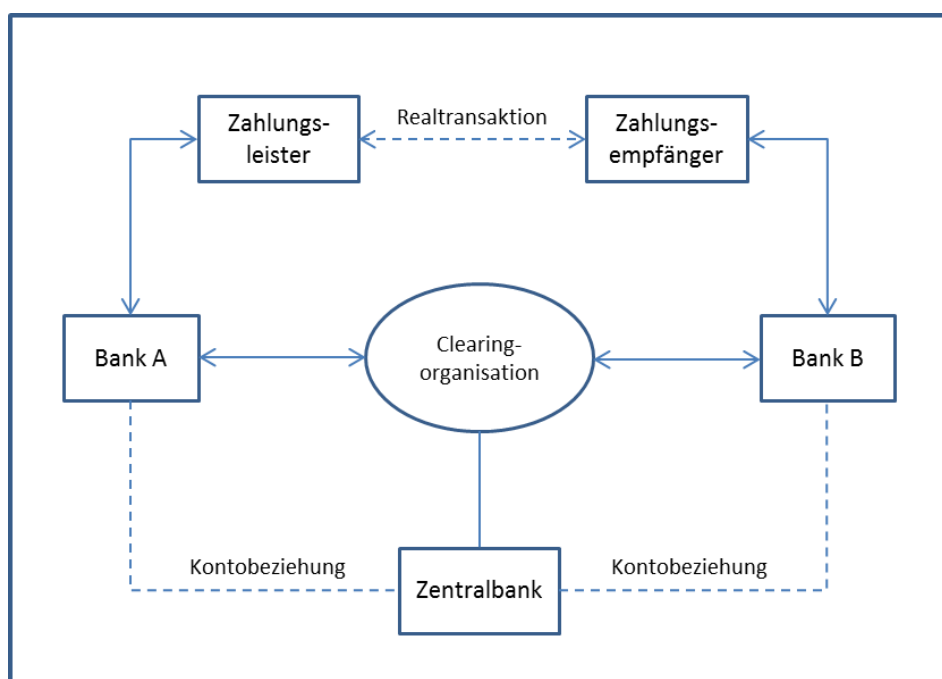 Zahlungs-
leister
Realtransaktion
Zahlungs-
empfänger
Bank A
Clearing-
organisation
Bank B
Kontobeziehung
Zentralbank
Kontobeziehung